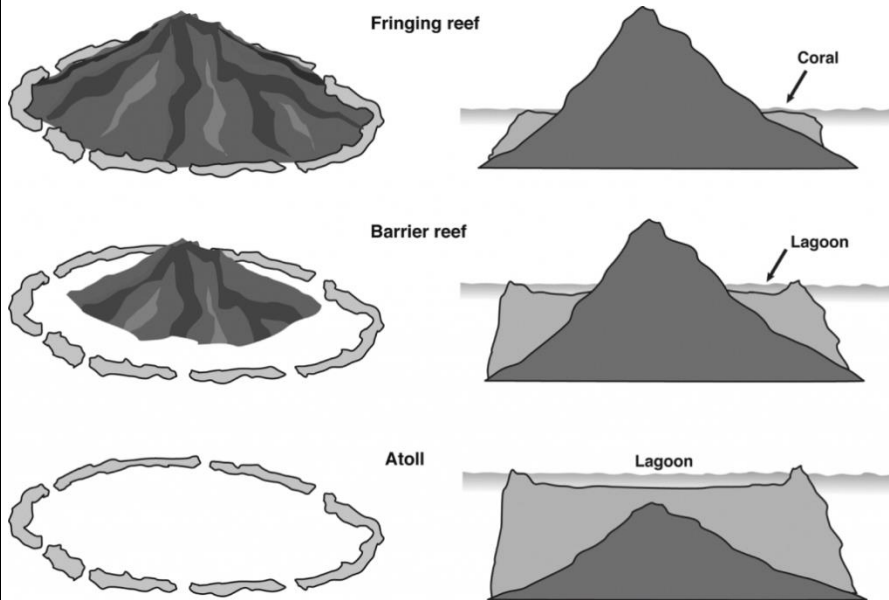 Fringing reef
Coral
Barrier reef
Lagoon
Atoll
Lagoon